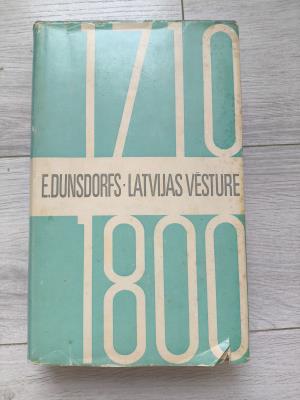 1710
E.DUNSDORFS · LATVIJAS VĒSTURE
1800